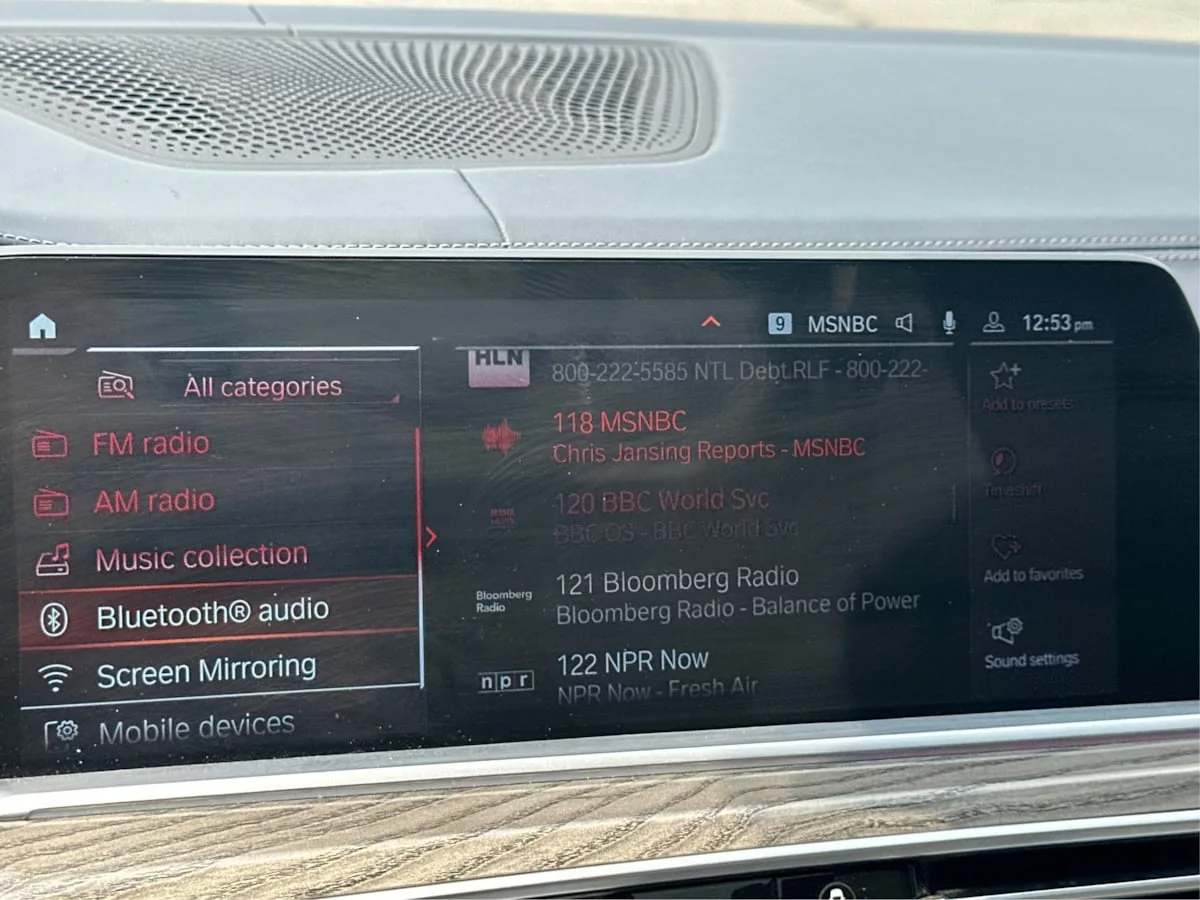 9 MSNBC 12:53 pm
All categories
FM radio
AM radio
Music collection
Bluetooth® audio
Screen Mirroring
Mobile devices
HLN
800-222-5585 NTL Debt RLF - 800-222-
118 MSNBC
Chris Jansing Reports - MSNBC
120 BBC World Svc
BBC OS - BBC World Svc
Bloomberg
Radio
121 Bloomberg Radio
Bloomberg Radio - Balance of Power
npr
122 NPR Now
NPR Now - Fresh Air
Add to presets
Timeshift
Add to favorites
Sound settings